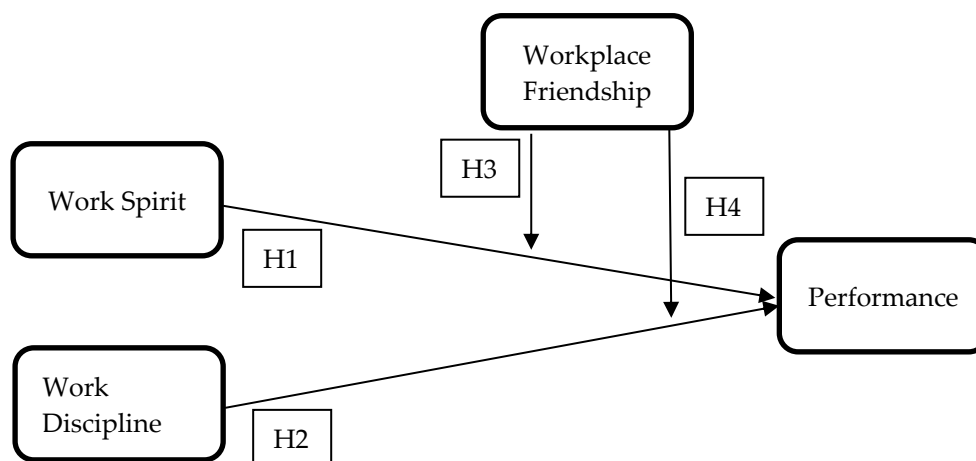 Workplace
Friendship
H3
Work Spirit
H4
H1
Performance
Work
Discipline
H2